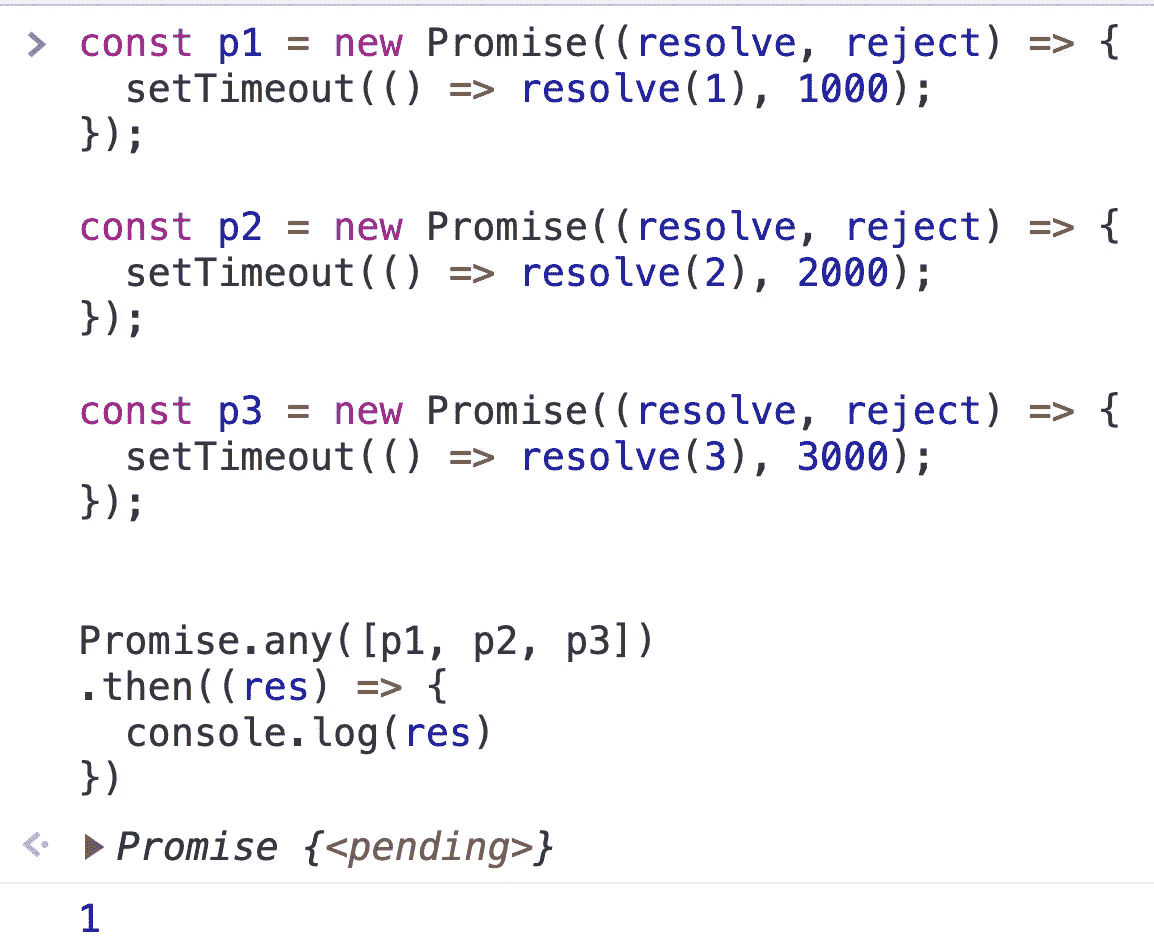 > const p1 = new Promise((resolve, reject) => {
  setTimeout(() => resolve(1), 1000);
});

const p2 = new Promise((resolve, reject) => {
  setTimeout(() => resolve(2), 2000);
});

const p3 = new Promise((resolve, reject) => {
  setTimeout(() => resolve(3), 3000);
});

Promise.any([p1, p2, p3])
.then((res) => {
  console.log(res)
})
Promise {<pending>}
1